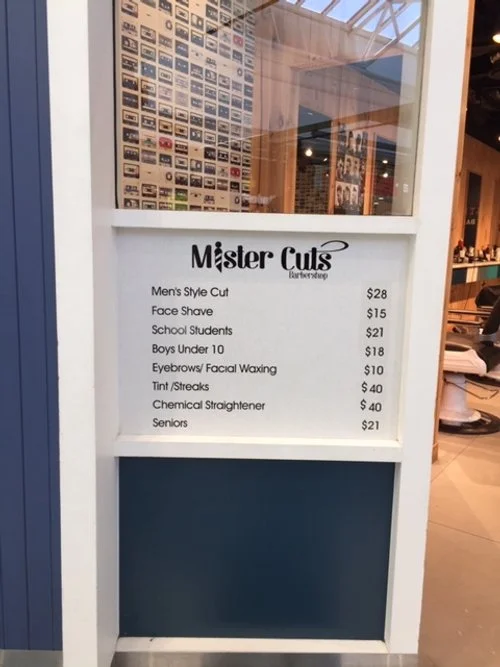 Mister Cuts
Barbershop
Men's Style Cut $28
Face Shave $15
School Students $21
Boys Under 10 $18
Eyebrows/ Facial Waxing $10
Tint /Streaks $40
Chemical Straightener $40
Seniors $21